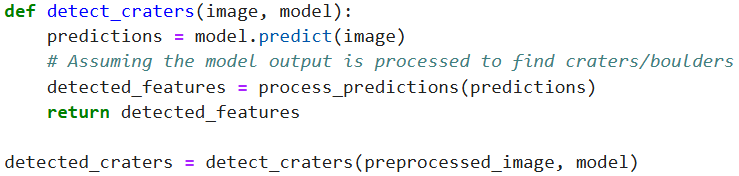 def detect_craters(image, model):
    predictions = model.predict(image)
    # Assuming the model output is processed to find craters/boulders
    detected_features = process_predictions(predictions)
    return detected_features

detected_craters = detect_craters(preprocessed_image, model)